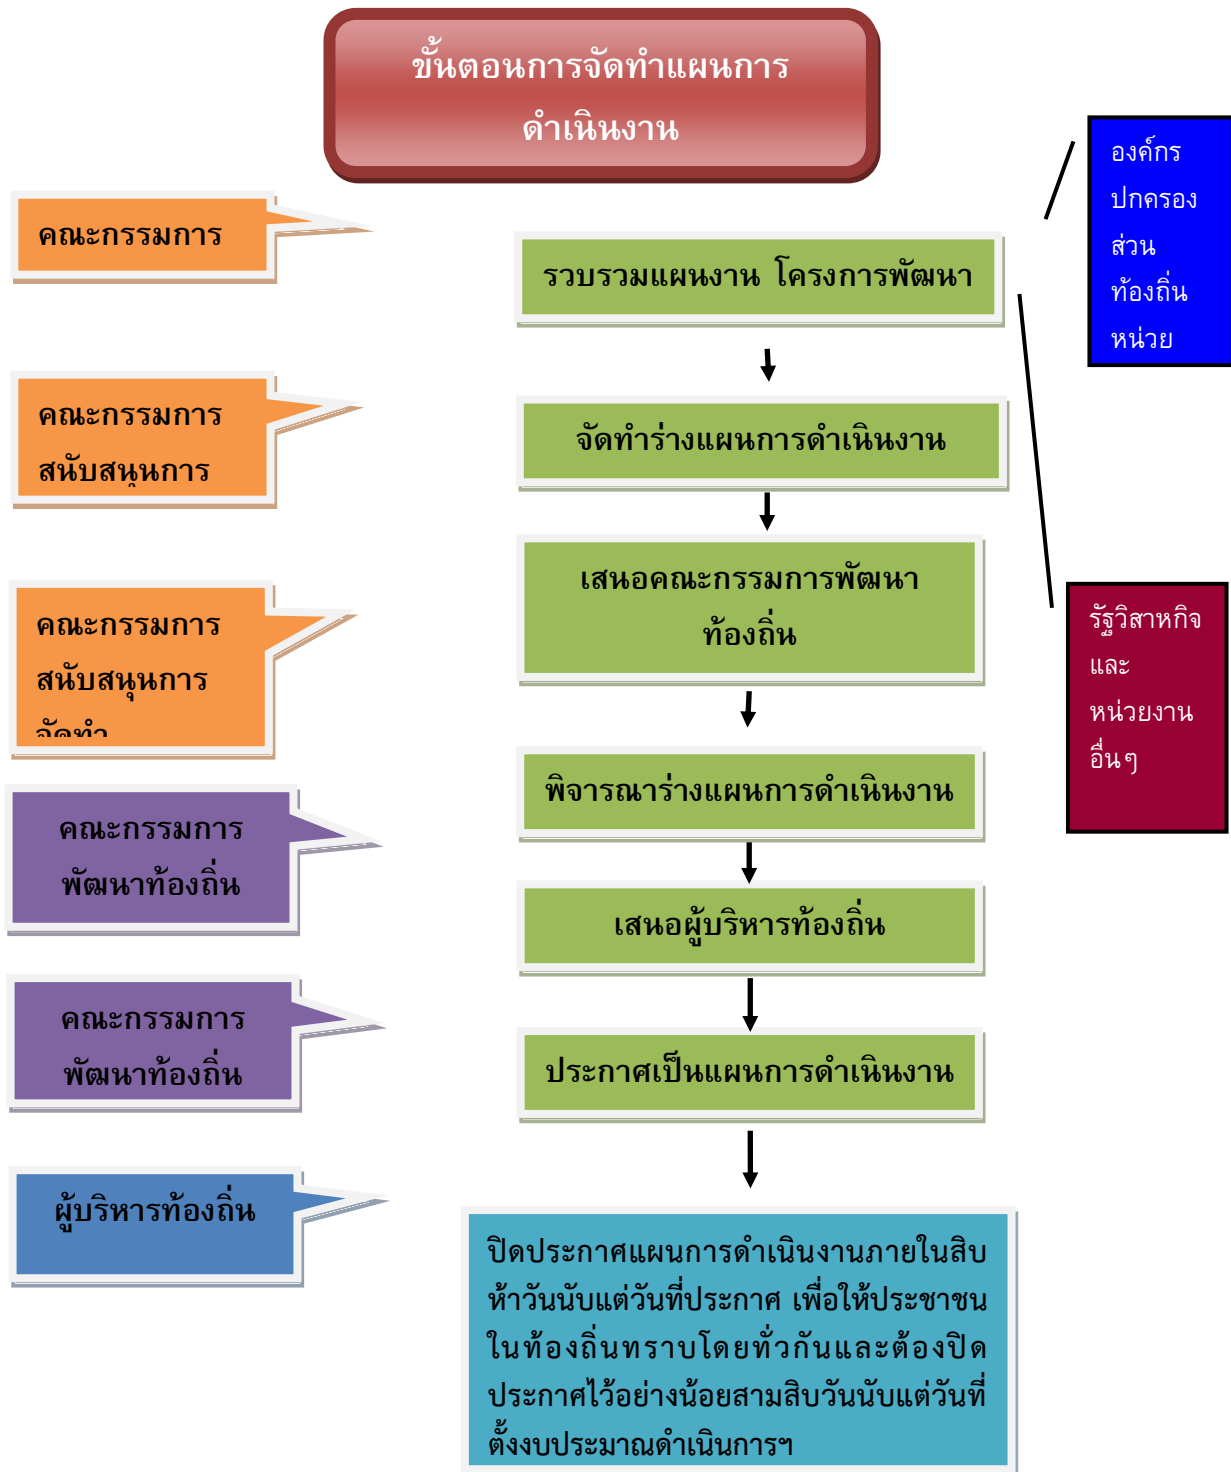 ขั้นตอนการจัดทำแผนการ
ดำเนินงาน
องค์กร
ปกครอง
ส่วน
ท้องถิ่น
หน่วย
คณะกรรมการ
รวบรวมแผนงาน โครงการพัฒนา
คณะกรรมการ
สนับสนุนการ
จัดทำร่างแผนการดำเนินงาน
เสนอคณะกรรมการพัฒนา
ท้องถิ่น
คณะกรรมการ
สนับสนุนการ
จัดทำ
รัฐวิสาหกิจ
และ
หน่วยงาน
อื่นๆ
พิจารณาร่างแผนการดำเนินงาน
คณะกรรมการ
พัฒนาท้องถิ่น
เสนอผู้บริหารท้องถิ่น
คณะกรรมการ
พัฒนาท้องถิ่น
ประกาศเป็นแผนการดำเนินงาน
ผู้บริหารท้องถิ่น
ปิดประกาศแผนการดำเนินงานภายในสิบ
ห้าวันนับแต่วันที่ประกาศ เพื่อให้ประชาชน
ในท้องถิ่นทราบโดยทั่วกันและต้องปิด
ประกาศไว้อย่างน้อยสามสิบวันนับแต่วันที่
ตั้งงบประมาณดำเนินการฯ